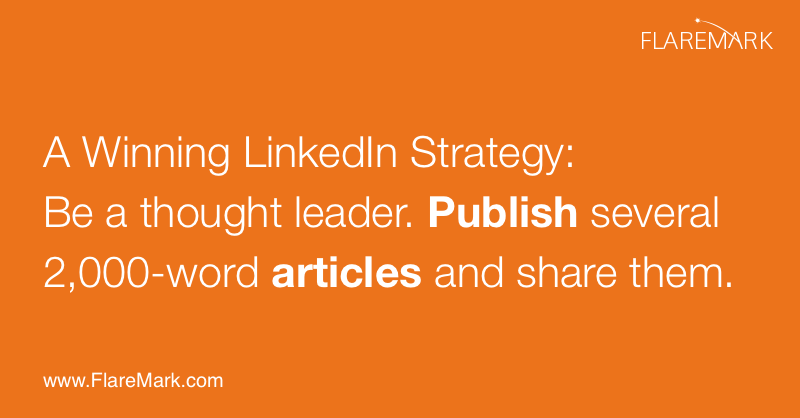 FLAREMARK
A Winning LinkedIn Strategy:
Be a thought leader. Publish several
2,000-word articles and share them.
www.FlareMark.com